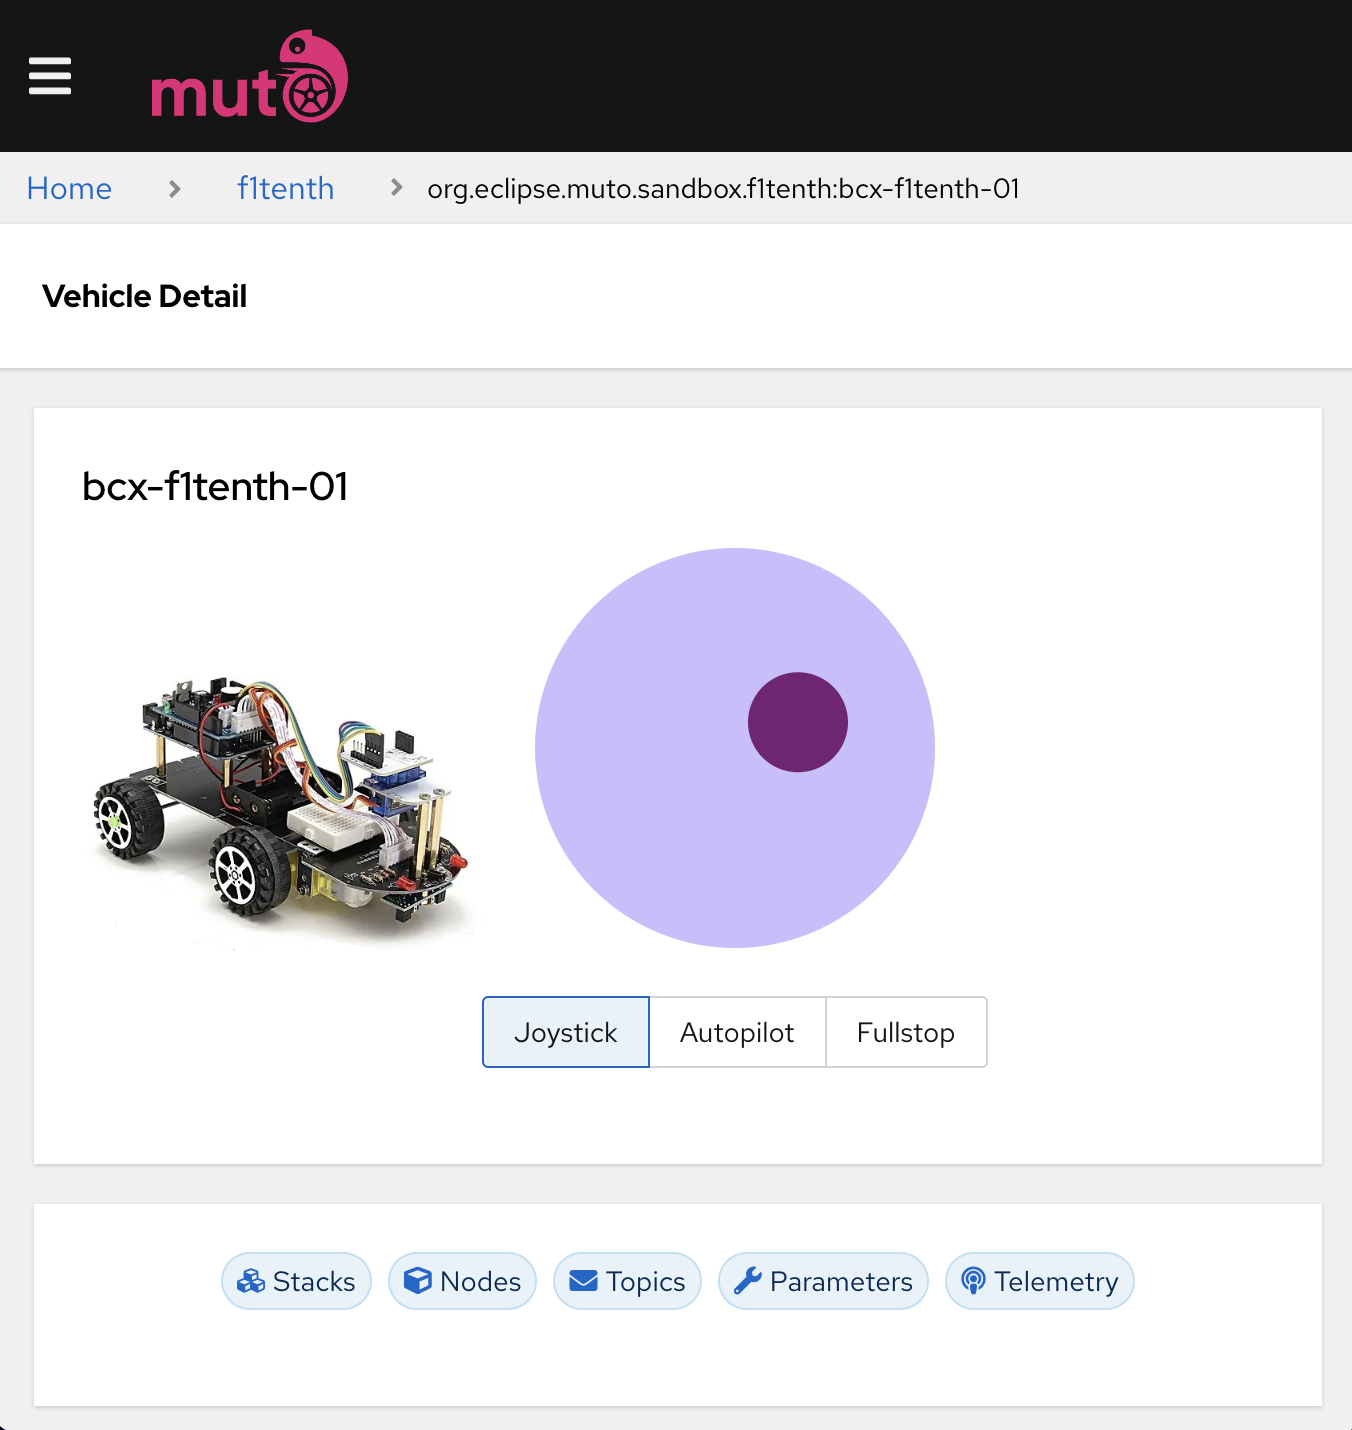 muto
Home > f1tenth > org.eclipse.muto.sandbox.f1tenth:bcx-f1tenth-01
Vehicle Detail
bcx-f1tenth-01
Joystick Autopilot Fullstop
Stacks Nodes Topics Parameters Telemetry